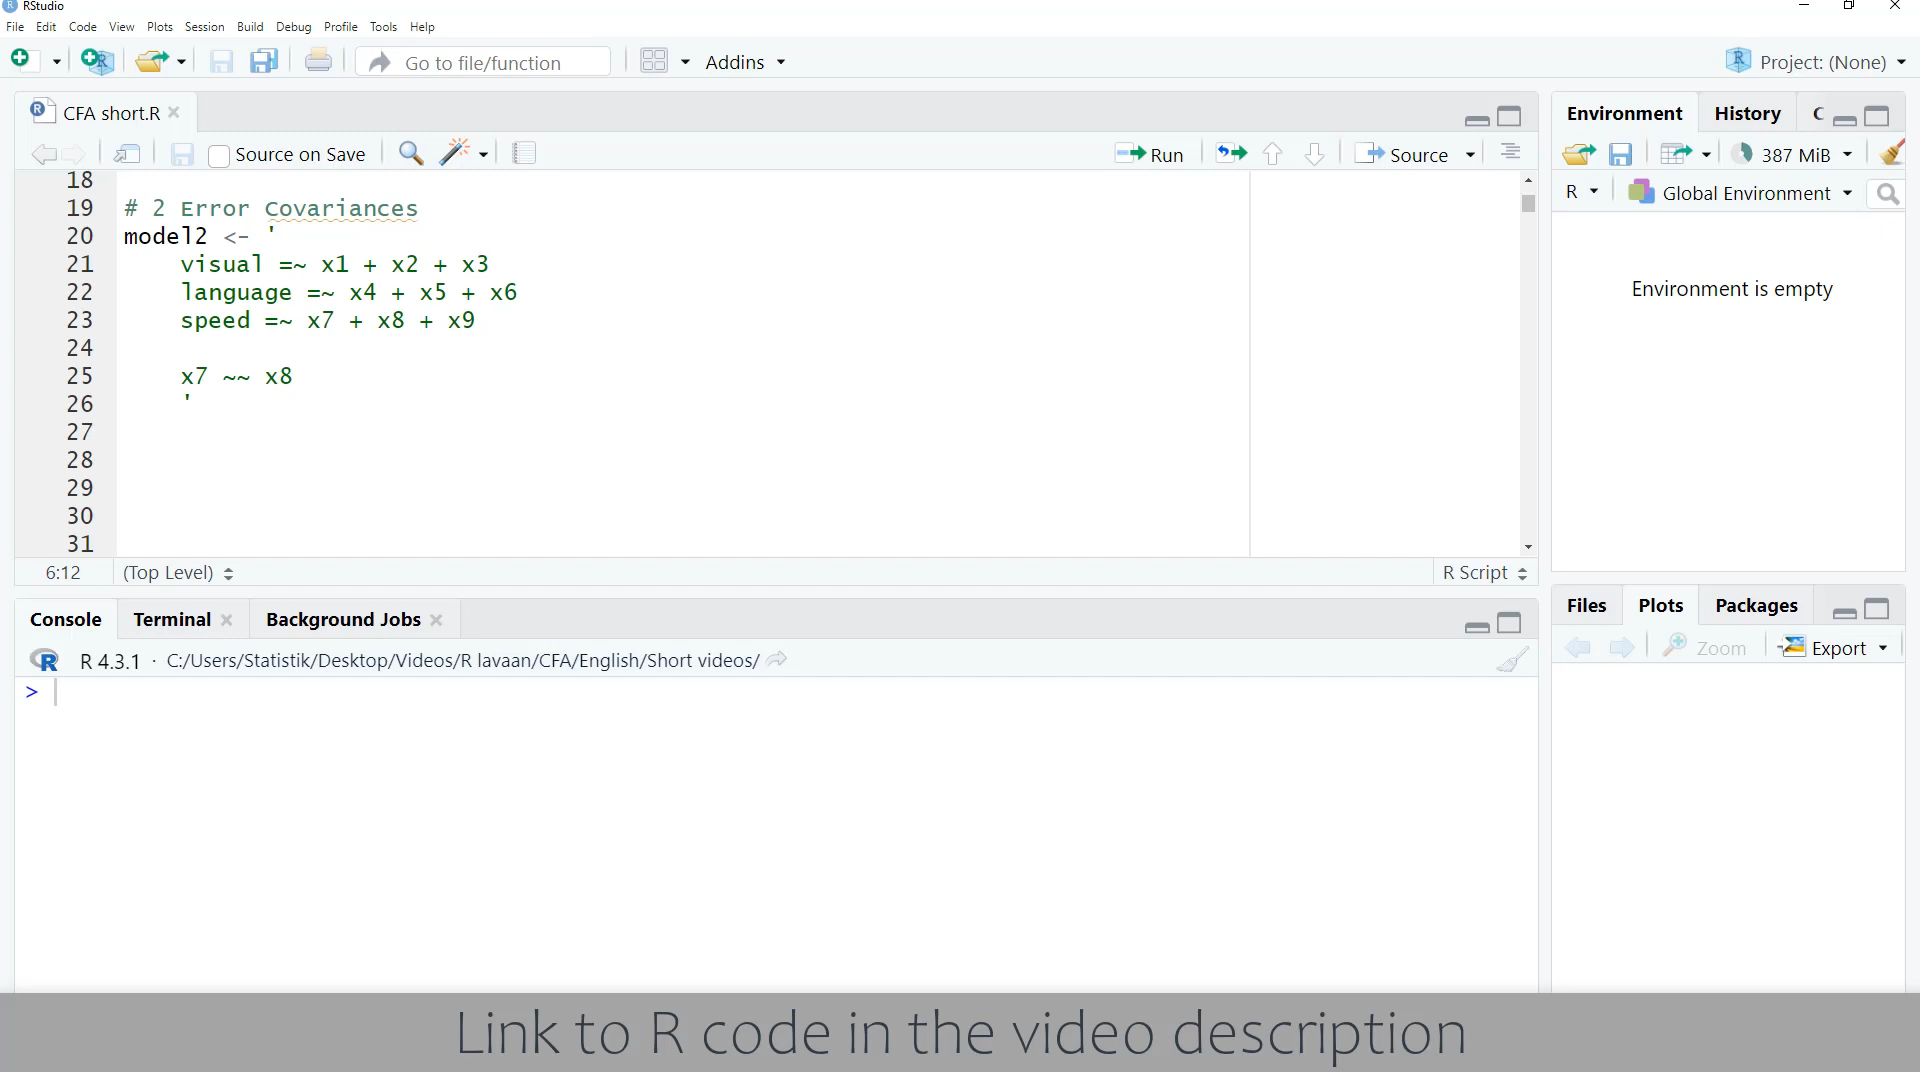 RStudio
File Edit Code View Plots Session Build Debug Profile Tools Help
Go to file/function Addins Project: (None)
CFA short.R
Source on Save Run Source
18
19 # 2 Error Covariances
20 model2 <- '
21 visual =~ x1 + x2 + x3
22 language =~ x4 + x5 + x6
23 speed =~ x7 + x8 + x9
24
25 x7 ~~ x8
26 '
27
28
29
30
31
6:12 (Top Level) R Script
Console Terminal Background Jobs
R 4.3.1 · C:/Users/Statistik/Desktop/Videos/R lavaan/CFA/English/Short videos/
>
Environment History C
387 MiB
R Global Environment
Environment is empty
Files Plots Packages
Zoom Export
Link to R code in the video description